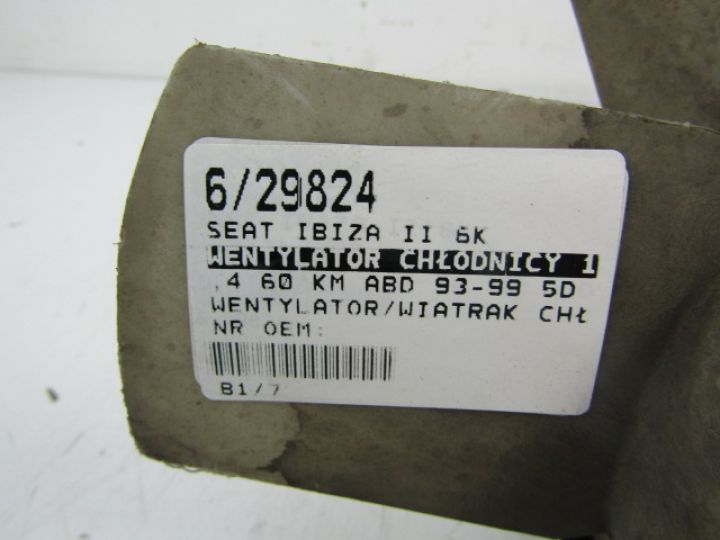 6/29824
SEAT IBIZA II 6K
WENTYLATOR CHŁODNICY 1
.4 60 KM ABD 93-99 5D
WENTYLATOR/WIATRAK CHŁ
NR OEM:
B1/7